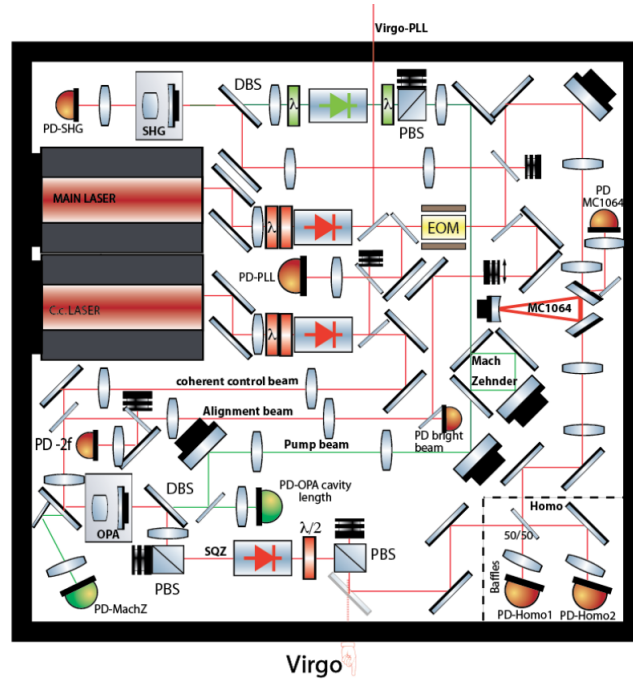 Virgo-PLL
DBS
λ
λ
PD-SHG
SHG
PBS
MAIN LASER
PD
MC1064
λ
EOM
PD-PLL
C.c. LASER
MC1064
λ
Mach
Zehnder
coherent control beam
Alignment beam
PD -2f
PD bright
beam
Pump beam
DBS
PD-OPA cavity
length
OPA
Homo
50/50
λ/2
SQZ
PBS
PBS
Baffles
PD-MachZ
PD-Homo1
PD-Homo2
Virgo